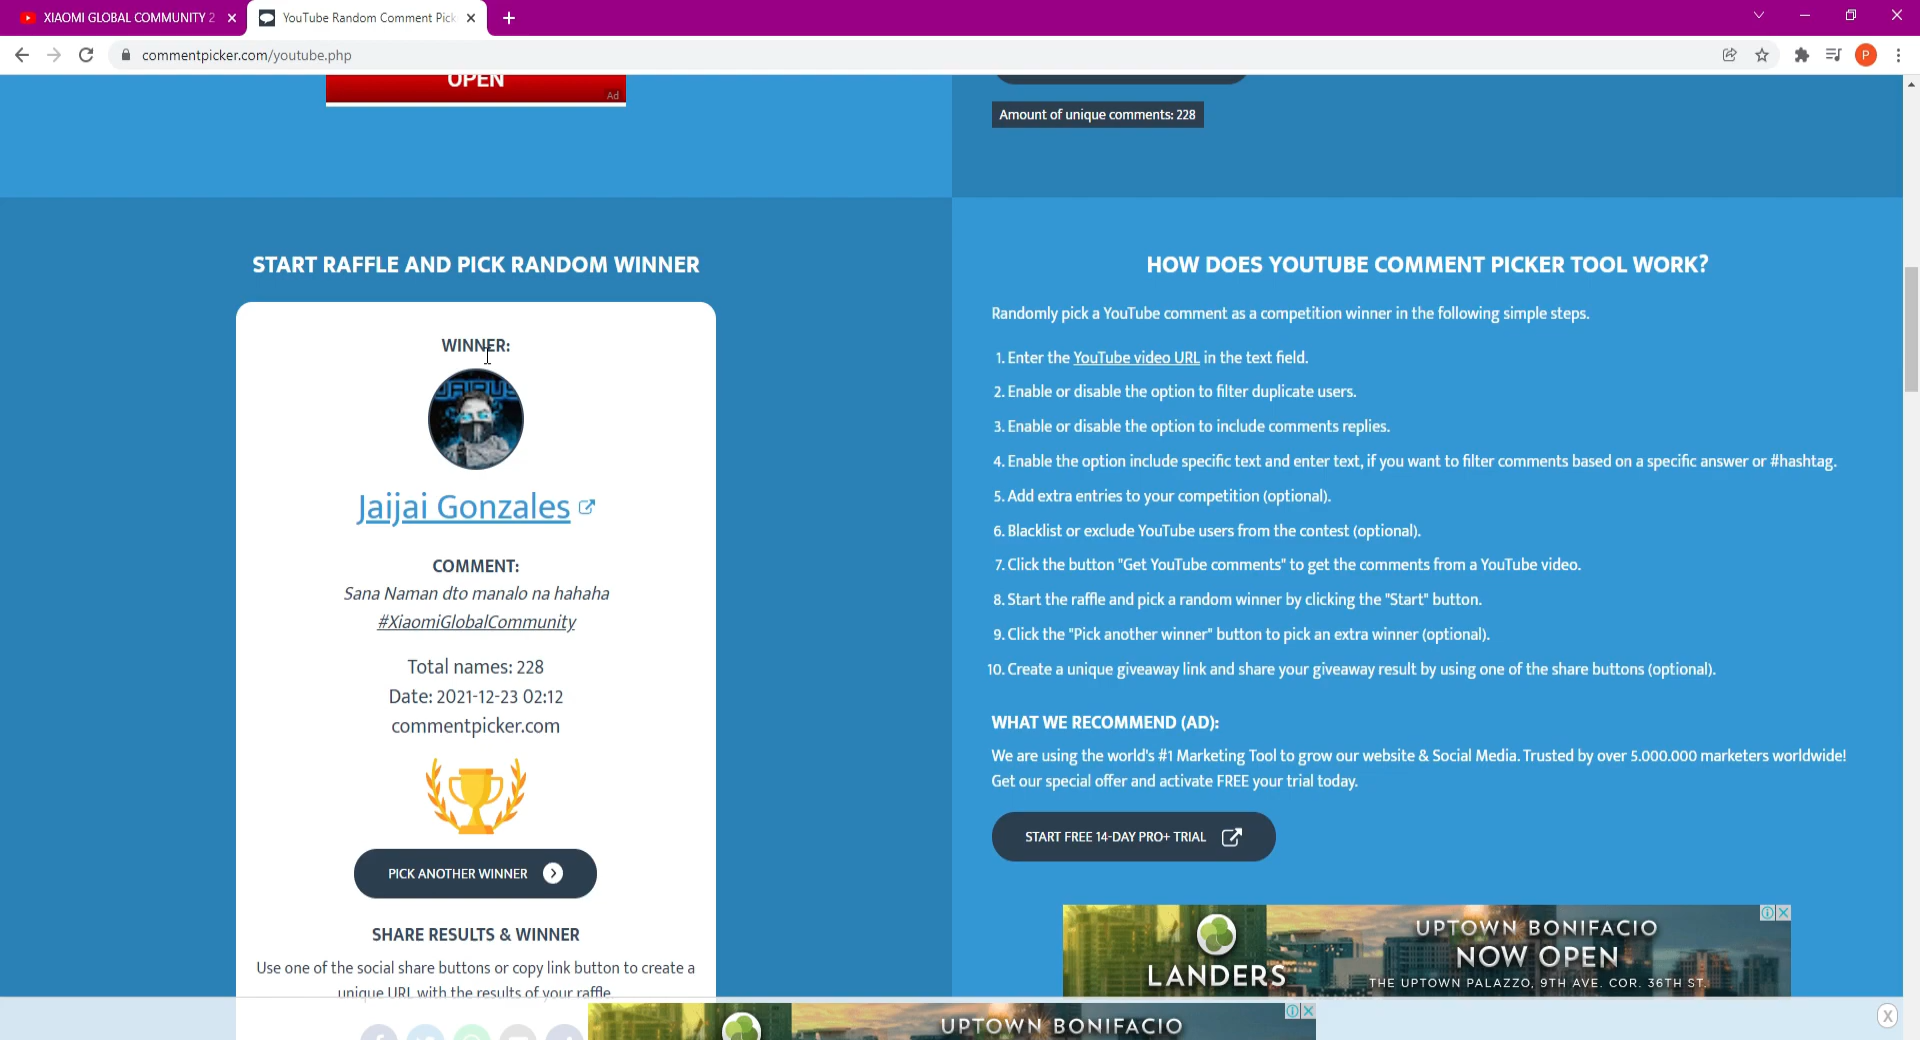 XIAOMI GLOBAL COMMUNITY 2
YouTube Random Comment Pick
commentpicker.com/youtube.php
P
OPEN
Ad
Amount of unique comments: 228
START RAFFLE AND PICK RANDOM WINNER
WINNER:
Jaijai Gonzales
COMMENT:
Sana Naman dto manalo na hahaha
#XiaomiGlobalCommunity
Total names: 228
Date: 2021-12-23 02:12
commentpicker.com
PICK ANOTHER WINNER
SHARE RESULTS & WINNER
Use one of the social share buttons or copy link button to create a
unique URL with the results of your raffle
HOW DOES YOUTUBE COMMENT PICKER TOOL WORK?
Randomly pick a YouTube comment as a competition winner in the following simple steps.
1. Enter the YouTube video URL in the text field.
2. Enable or disable the option to filter duplicate users.
3. Enable or disable the option to include comments replies.
4. Enable the option include specific text and enter text, if you want to filter comments based on a specific answer or #hashtag.
5. Add extra entries to your competition (optional).
6. Blacklist or exclude YouTube users from the contest (optional).
7. Click the button "Get YouTube comments" to get the comments from a YouTube video.
8. Start the raffle and pick a random winner by clicking the "Start" button.
9. Click the "Pick another winner" button to pick an extra winner (optional).
10. Create a unique giveaway link and share your giveaway result by using one of the share buttons (optional).
WHAT WE RECOMMEND (AD):
We are using the world's #1 Marketing Tool to grow our website & Social Media. Trusted by over 5.000.000 marketers worldwide!
Get our special offer and activate FREE your trial today.
START FREE 14-DAY PRO+ TRIAL
LANDERS
UPTOWN BONIFACIO
NOW OPEN
THE UPTOWN PALAZZO, 9TH AVE. COR. 36TH ST.
UPTOWN BONIFACIO